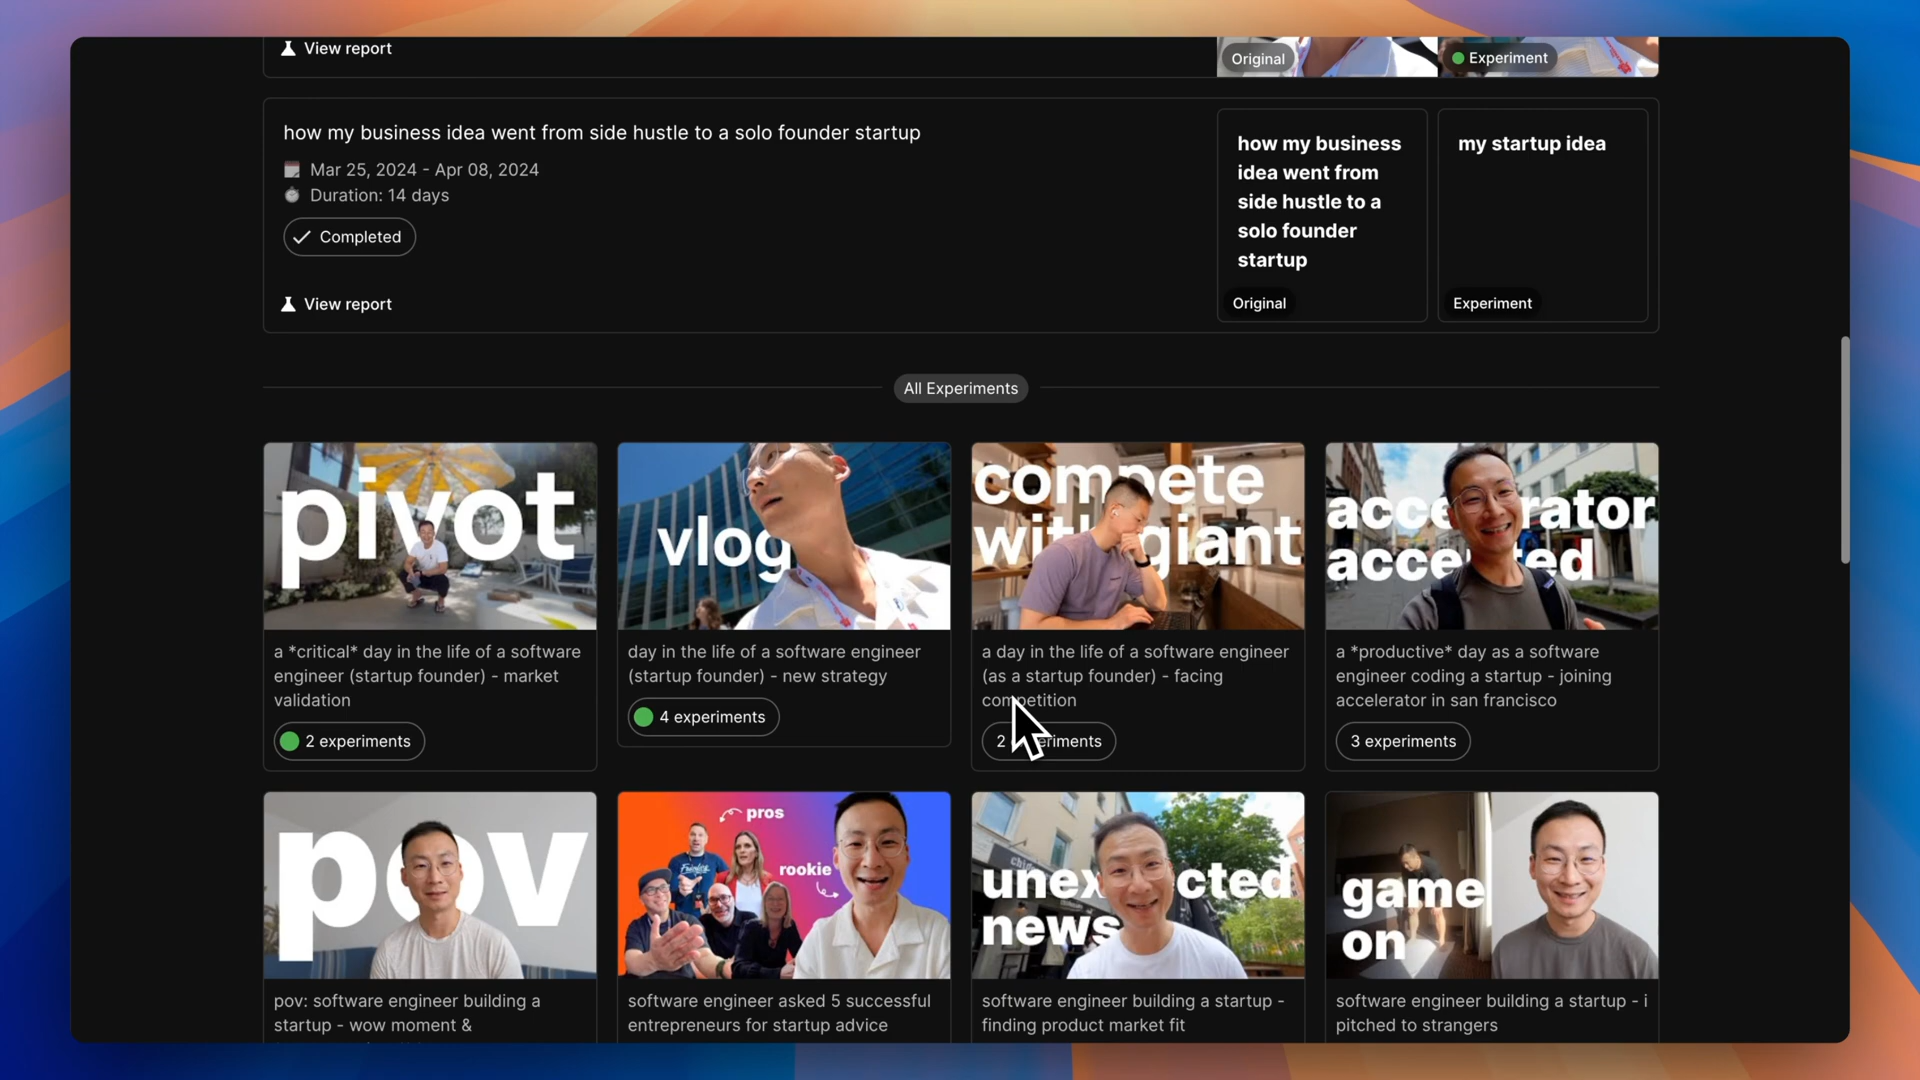 View report
Original
Experiment
how my business idea went from side hustle to a solo founder startup
Mar 25, 2024 - Apr 08, 2024
Duration: 14 days
Completed
View report
how my business
idea went from
side hustle to a
solo founder
startup
Original
my startup idea
Experiment
All Experiments
pivot
a *critical* day in the life of a software
engineer (startup founder) - market
validation
2 experiments
vlog
day in the life of a software engineer
(startup founder) - new strategy
4 experiments
compete
with giant
a day in the life of a software engineer
(as a startup founder) - facing
competition
2 experiments
accelerator
accepted
a *productive* day as a software
engineer coding a startup - joining
accelerator in san francisco
3 experiments
pov
pov: software engineer building a
startup - wow moment &
pros
rookie
software engineer asked 5 successful
entrepreneurs for startup advice
unexpected
news
software engineer building a startup -
finding product market fit
game
on
software engineer building a startup - i
pitched to strangers